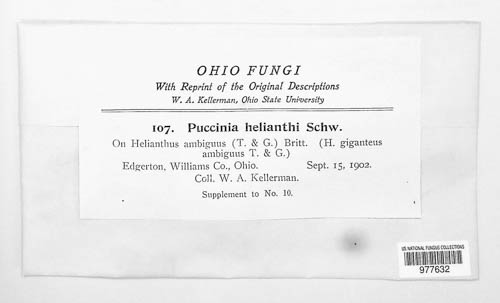 OHIO FUNGI
With Reprint of the Original Descriptions
W. A. Kellerman, Ohio State University
107. Puccinia helianthi Schw.
On Helianthus ambiguus (T. & G.) Britt. (H. giganteus
ambiguus T. & G.)
Edgerton, Williams Co., Ohio. Sept. 15, 1902.
Coll. W. A. Kellerman.
Supplement to No. 10.
US NATIONAL FUNGUS COLLECTIONS
977632